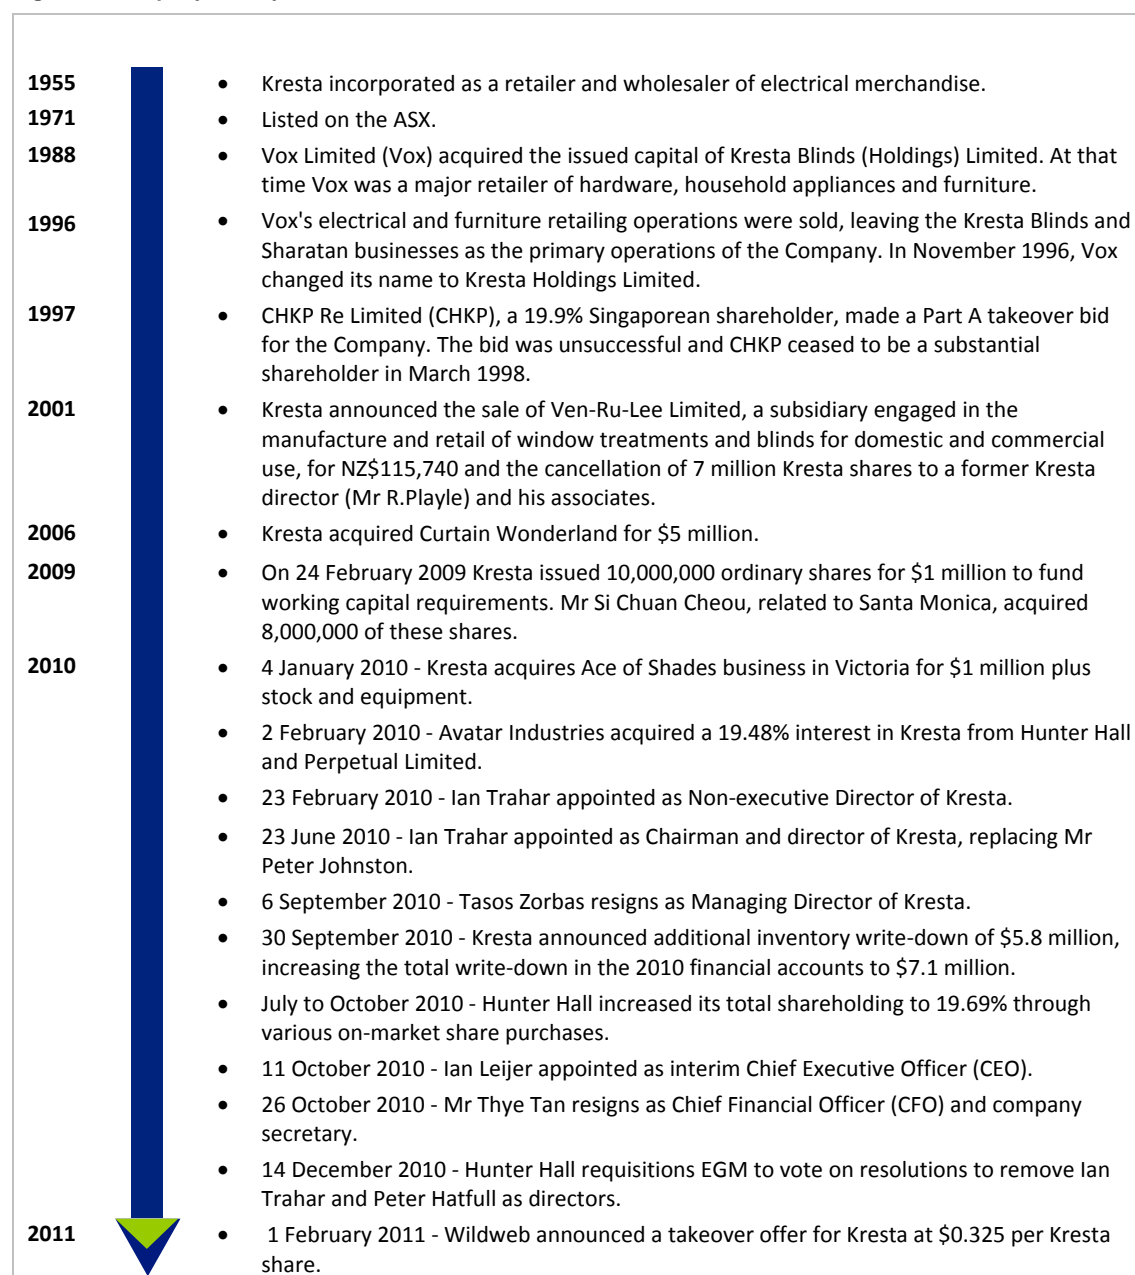 1955
• Kresta incorporated as a retailer and wholesaler of electrical merchandise.
1971
• Listed on the ASX.
1988
• Vox Limited (Vox) acquired the issued capital of Kresta Blinds (Holdings) Limited. At that
time Vox was a major retailer of hardware, household appliances and furniture.
1996
• Vox's electrical and furniture retailing operations were sold, leaving the Kresta Blinds and
Sharatan businesses as the primary operations of the Company. In November 1996, Vox
changed its name to Kresta Holdings Limited.
1997
• CHKP Re Limited (CHKP), a 19.9% Singaporean shareholder, made a Part A takeover bid
for the Company. The bid was unsuccessful and CHKP ceased to be a substantial
shareholder in March 1998.
2001
• Kresta announced the sale of Ven-Ru-Lee Limited, a subsidiary engaged in the
manufacture and retail of window treatments and blinds for domestic and commercial
use, for NZ$115,740 and the cancellation of 7 million Kresta shares to a former Kresta
director (Mr R.Playle) and his associates.
2006
• Kresta acquired Curtain Wonderland for $5 million.
2009
• On 24 February 2009 Kresta issued 10,000,000 ordinary shares for $1 million to fund
working capital requirements. Mr Si Chuan Cheou, related to Santa Monica, acquired
8,000,000 of these shares.
2010
• 4 January 2010 - Kresta acquires Ace of Shades business in Victoria for $1 million plus
stock and equipment.
• 2 February 2010 - Avatar Industries acquired a 19.48% interest in Kresta from Hunter Hall
and Perpetual Limited.
• 23 February 2010 - Ian Trahar appointed as Non-executive Director of Kresta.
• 23 June 2010 - Ian Trahar appointed as Chairman and director of Kresta, replacing Mr
Peter Johnston.
• 6 September 2010 - Tasos Zorbas resigns as Managing Director of Kresta.
• 30 September 2010 - Kresta announced additional inventory write-down of $5.8 million,
increasing the total write-down in the 2010 financial accounts to $7.1 million.
• July to October 2010 - Hunter Hall increased its total shareholding to 19.69% through
various on-market share purchases.
• 11 October 2010 - Ian Leijer appointed as interim Chief Executive Officer (CEO).
• 26 October 2010 - Mr Thye Tan resigns as Chief Financial Officer (CFO) and company
secretary.
• 14 December 2010 - Hunter Hall requisitions EGM to vote on resolutions to remove Ian
Trahar and Peter Hatfull as directors.
2011
• 1 February 2011 - Wildweb announced a takeover offer for Kresta at $0.325 per Kresta
share.